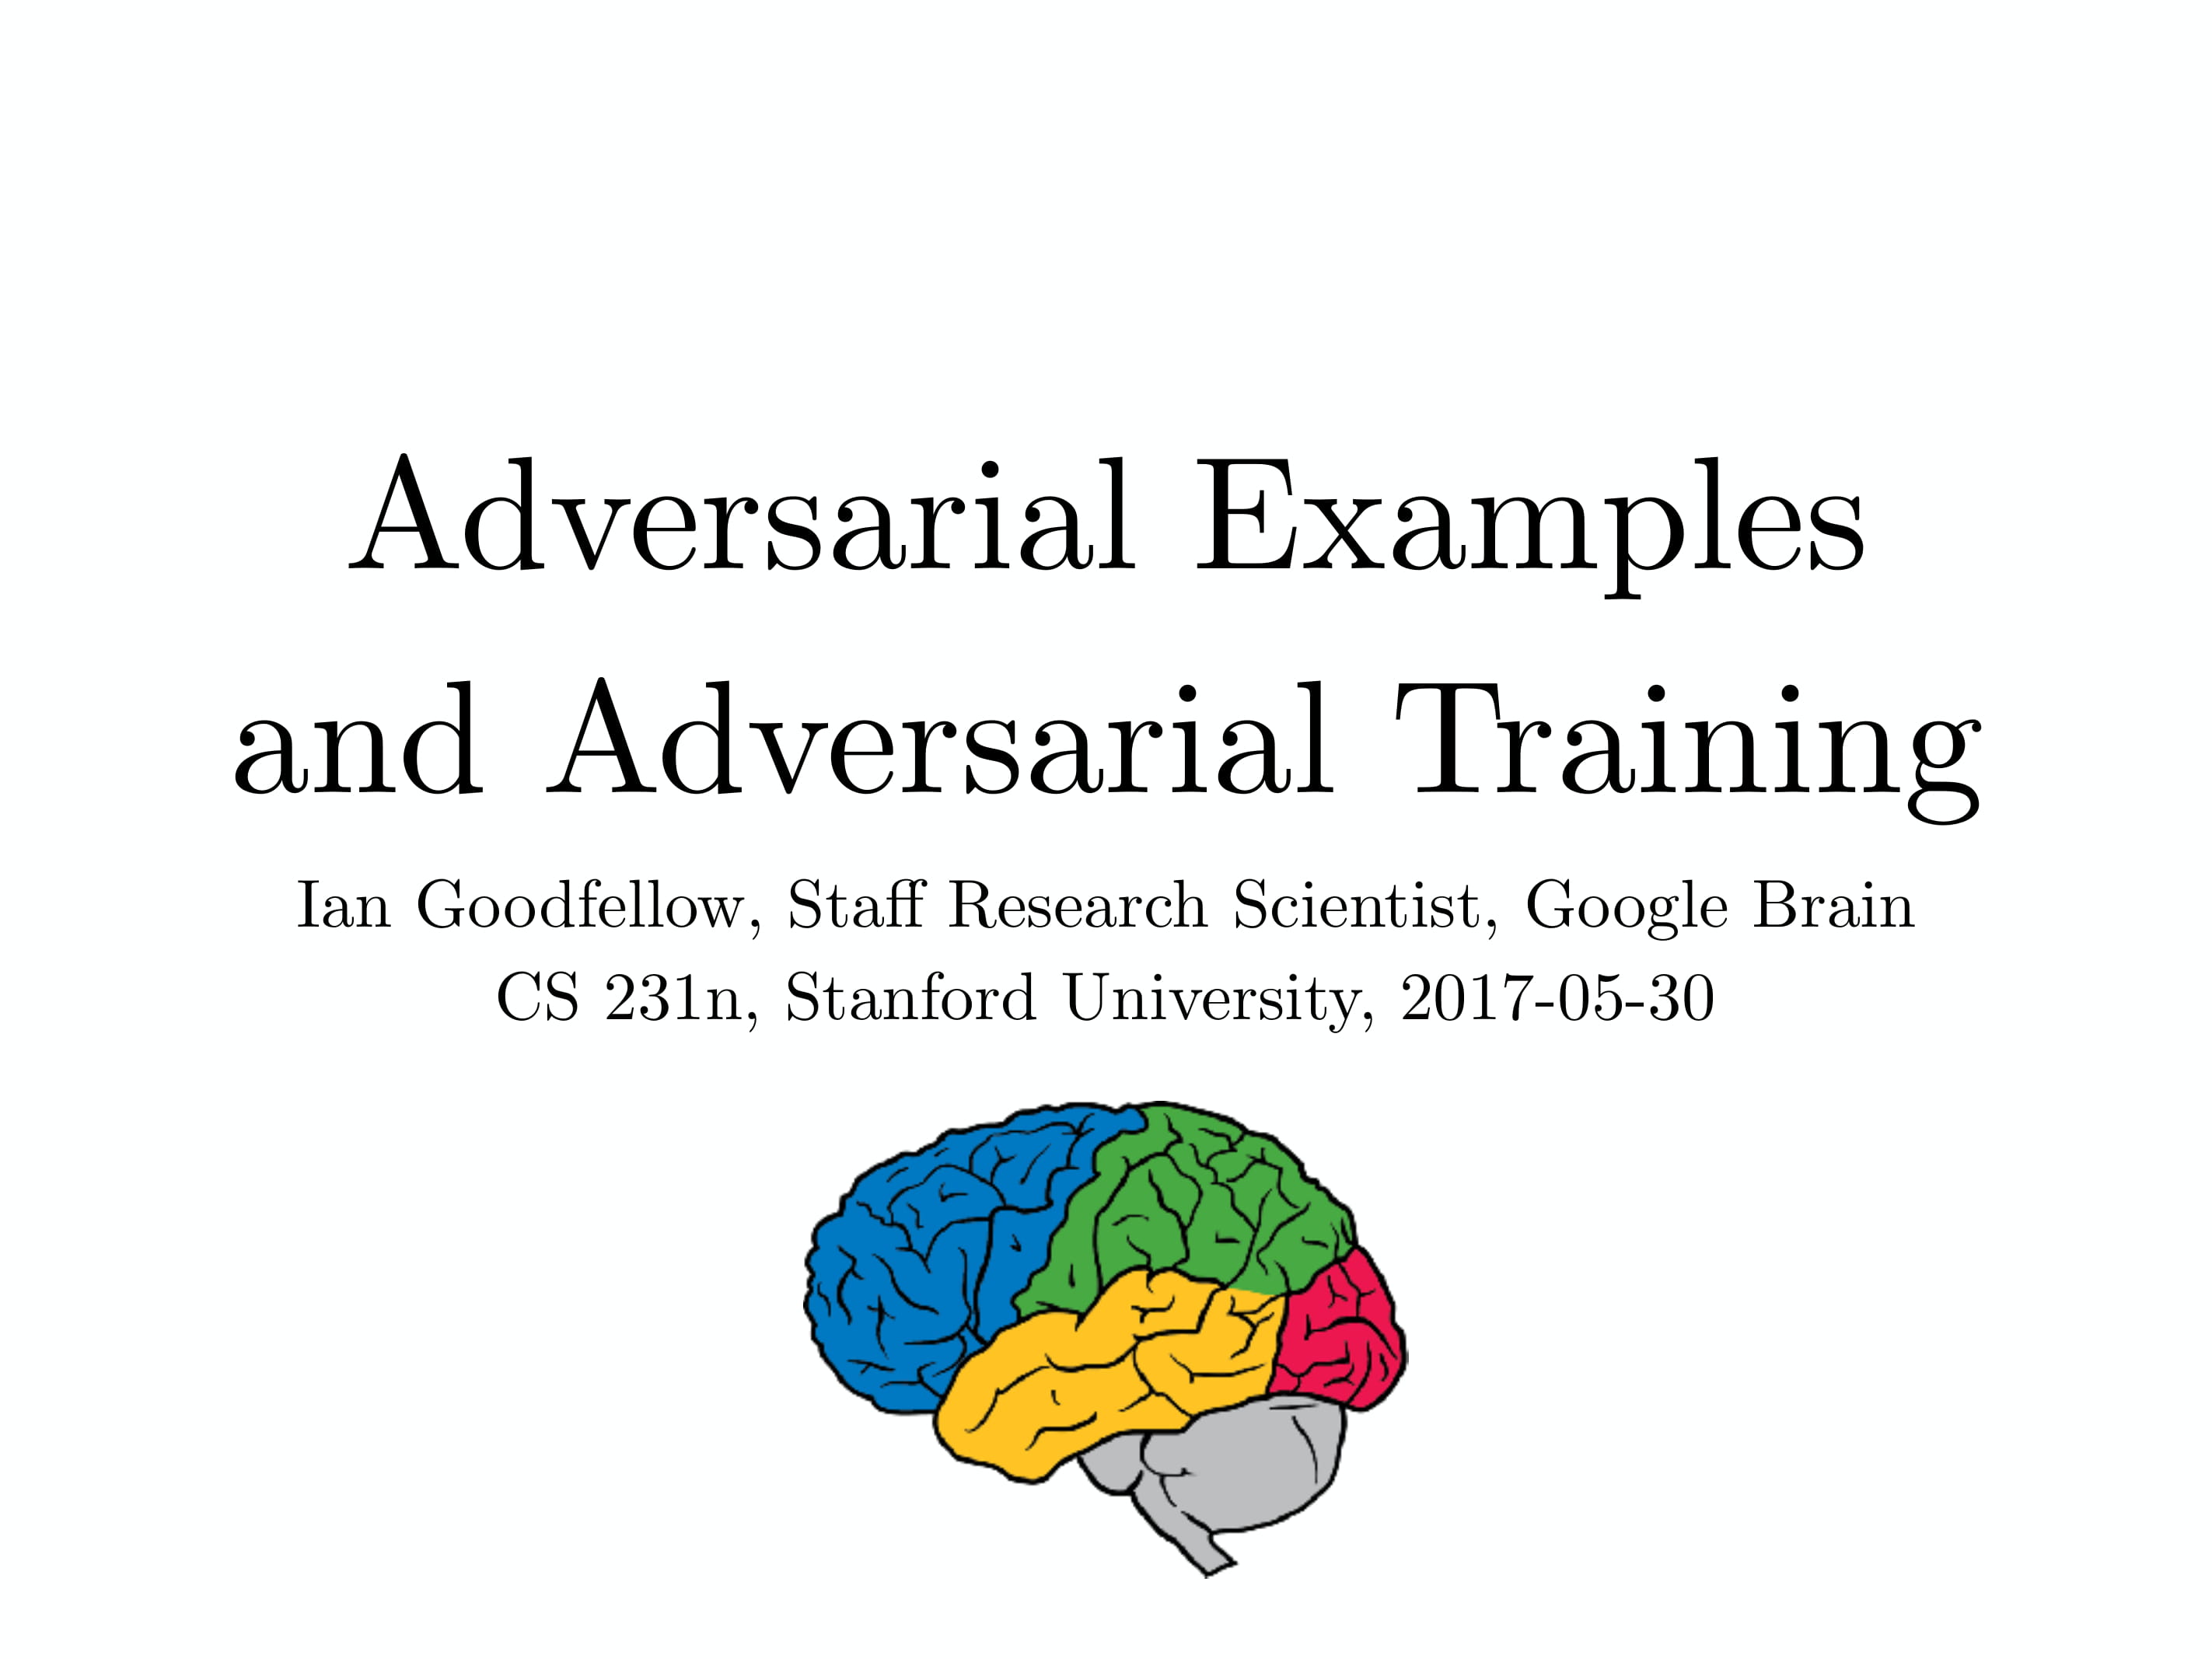 Adversarial Examples
and Adversarial Training
Ian Goodfellow, Staff Research Scientist, Google Brain
CS 231n, Stanford University, 2017-05-30